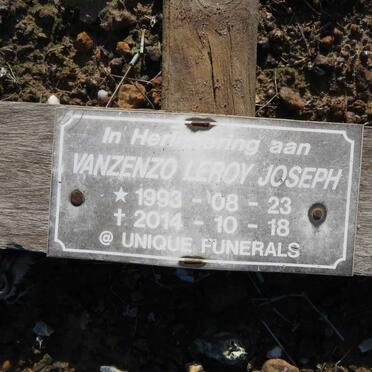 In Herinnering aan
VANZENZO LEROY JOSEPH
★ 1993 - 08 - 23
✝ 2014 - 10 - 18
@ UNIQUE FUNERALS